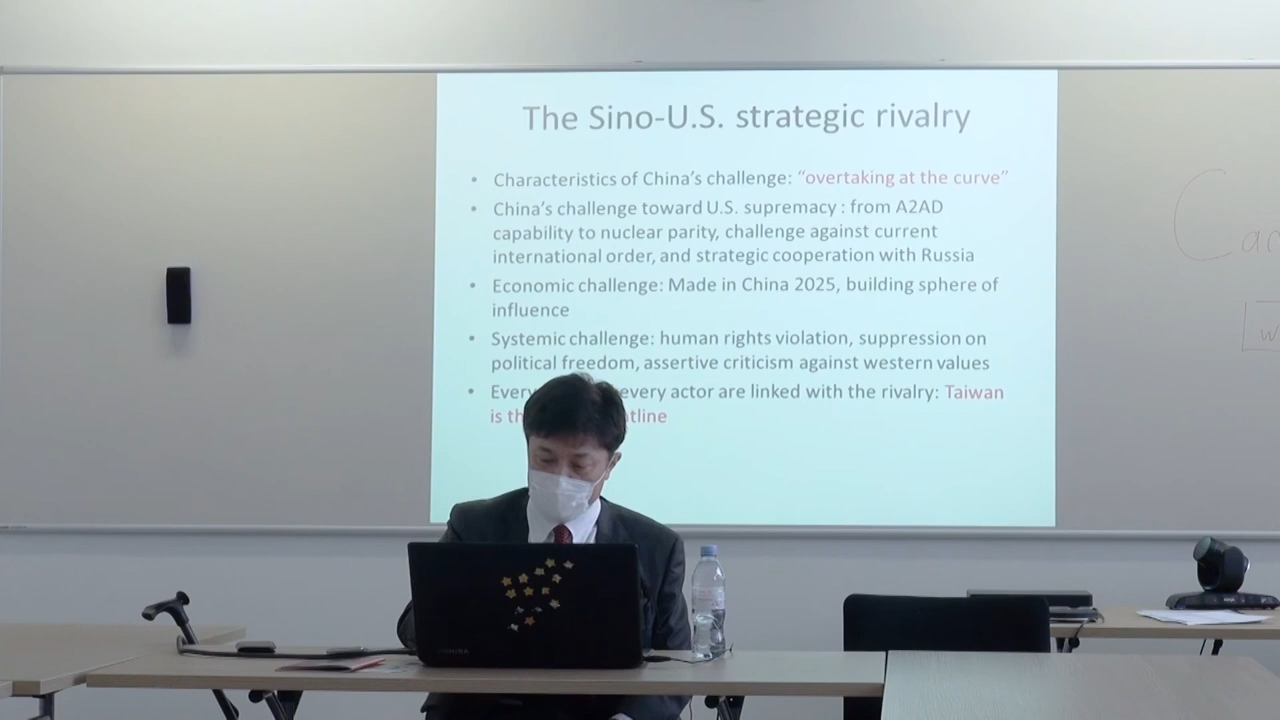 The Sino-U.S. strategic rivalry
• Characteristics of China's challenge: "overtaking at the curve"
• China's challenge toward U.S. supremacy : from A2AD
capability to nuclear parity, challenge against current
international order, and strategic cooperation with Russia
• Economic challenge: Made in China 2025, building sphere of
influence
• Systemic challenge: human rights violation, suppression on
political freedom, assertive criticism against western values
• Every every actor are linked with the rivalry: Taiwan
is
TOSHIBA